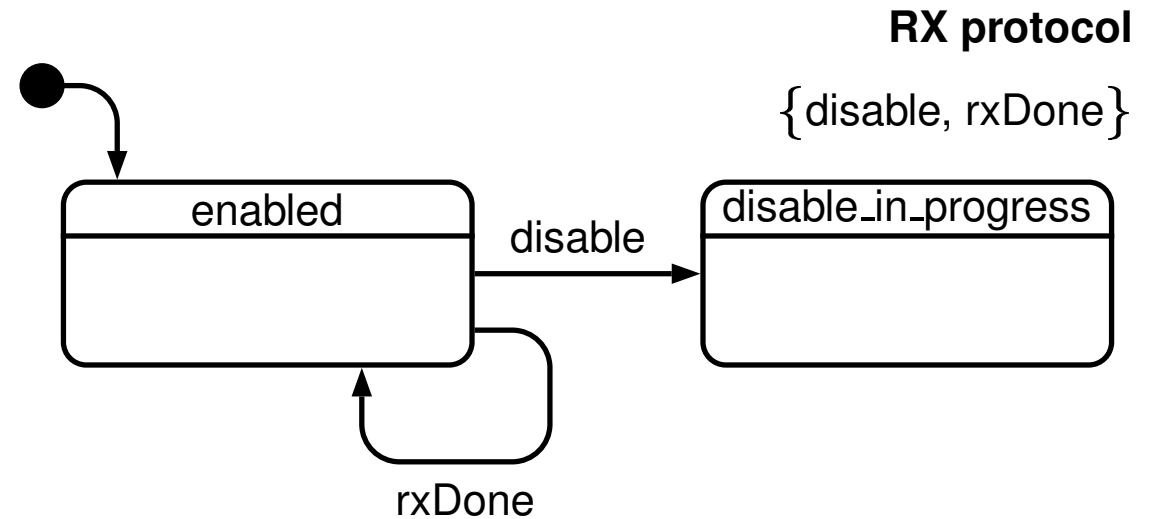 RX protocol
{disable, rxDone}
enabled
disable_in_progress
disable
rxDone